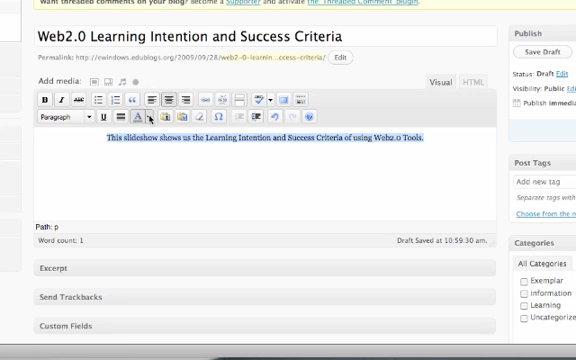 Want threaded comments on your blog? Become a Supporter and activate the 'Threaded Comment' plugin.
Web2.0 Learning Intention and Success Criteria
Permalink: http://ewindows.edublogs.org/2009/09/28/web2-0-learnin...ccess-criteria/ Edit
Add media:
Visual HTML
B I ABC
Paragraph U A Ω
This slideshow shows us the Learning Intention and Success Criteria of using Web2.0 Tools.
Path: p
Word count: 1 Draft Saved at 10:59:30 am.
Excerpt
Send Trackbacks
Custom Fields
Publish
Save Draft
Status: Draft Edit
Visibility: Public
Publish
Post Tags
Add new tag
Separate tags with
Choose from the
Categories
All Categories
Exemplar
information
Learning